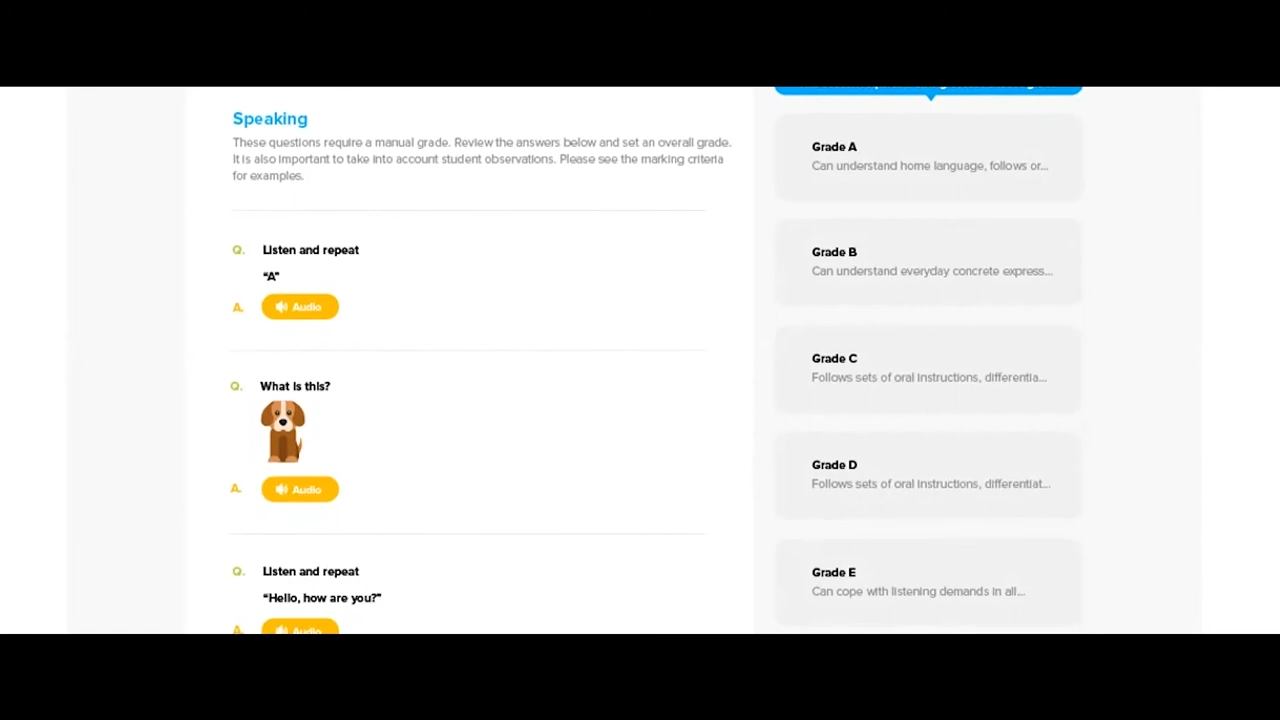 Speaking
These questions require a manual grade. Review the answers below and set an overall grade.
It is also important to take into account student observations. Please see the marking criteria
for examples.
Q. Listen and repeat
“A”
A. Audio
Q. What is this?
A. Audio
Q. Listen and repeat
“Hello, how are you?”
A. Audio
Grade A
Can understand home language, follows or...
Grade B
Can understand everyday concrete express...
Grade C
Follows sets of oral instructions, differentia...
Grade D
Follows sets of oral instructions, differentiat...
Grade E
Can cope with listening demands in all...